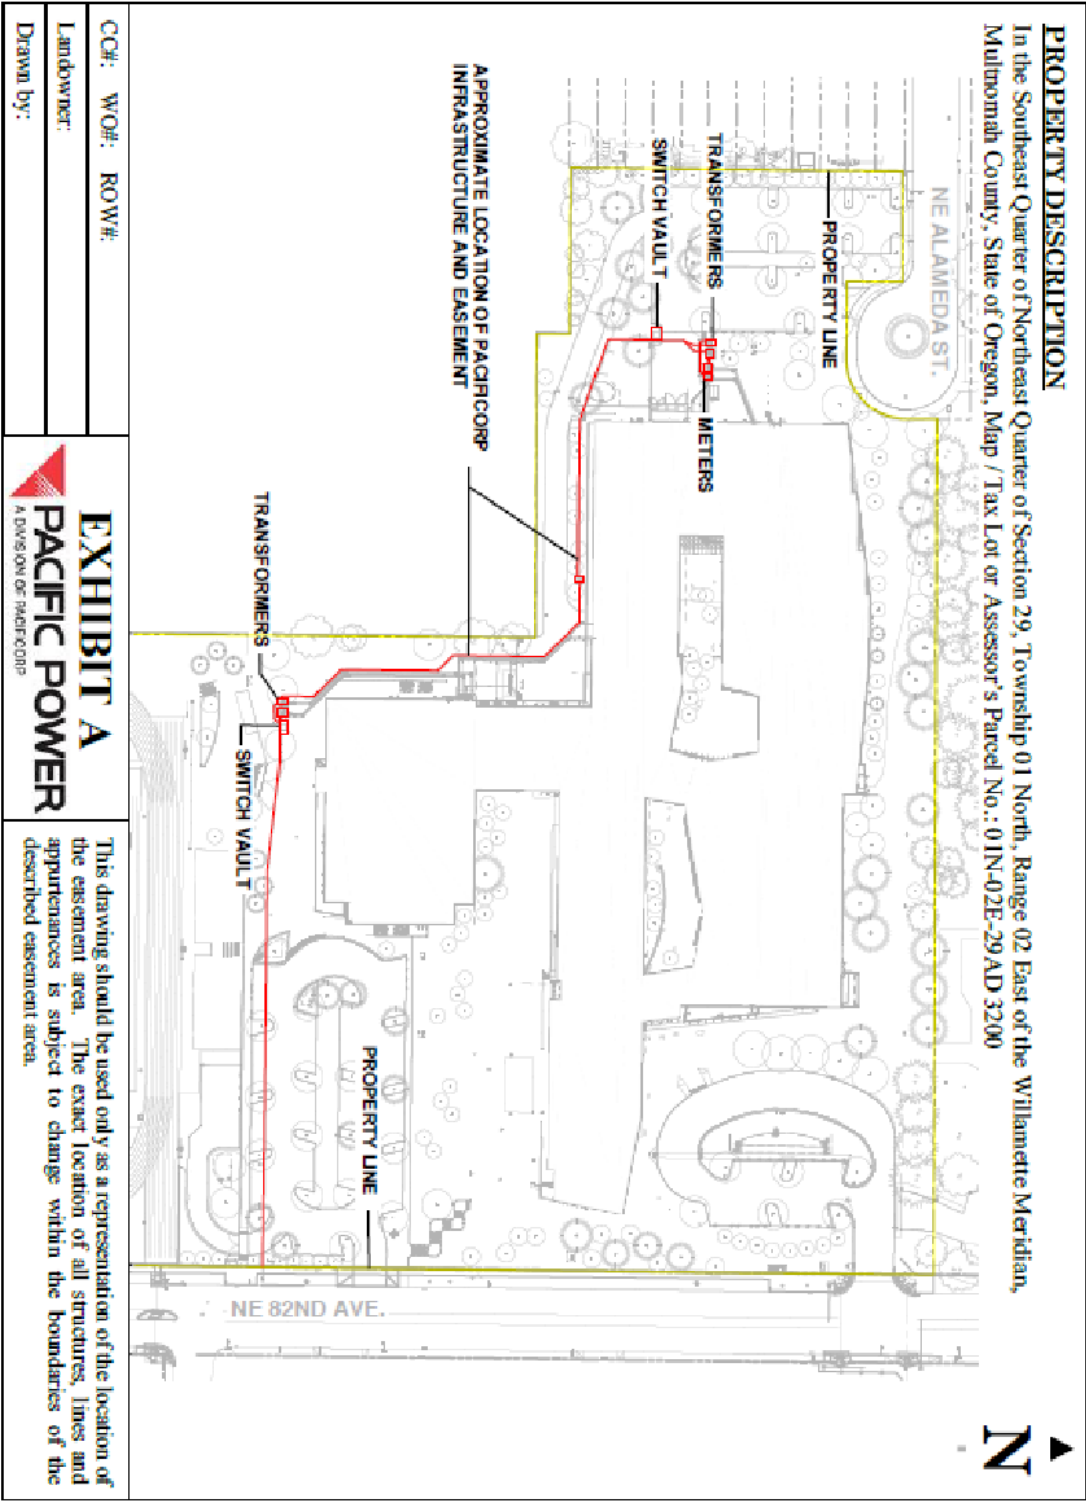 PROPERTY DESCRIPTION
In the Southeast Quarter of Northeast Quarter of Section 29, Township 01 North, Range 02 East of the Willamette Meridian,
Multnomah County, State of Oregon, Map / Tax Lot or Assessor's Parcel No.: 01N-02E-29AD 3200
N
NE ALAMEDA ST.
PROPERTY LINE
TRANSFORMERS
SWITCH VAULT
METERS
APPROXIMATE LOCATION OF PACIFICORP
INFRASTRUCTURE AND EASEMENT
TRANSFORMERS
SWITCH VAULT
PROPERTY LINE
NE 82ND AVE.
CC#: WO#: ROW#:
Landowner:
Drawn by:
EXHIBIT A
PACIFIC POWER
A DIVISION OF PACIFICORP
This drawing should be used only as a representation of the location of
the easement area. The exact location of all structures, lines and
appurtenances is subject to change within the boundaries of the
described easement area.